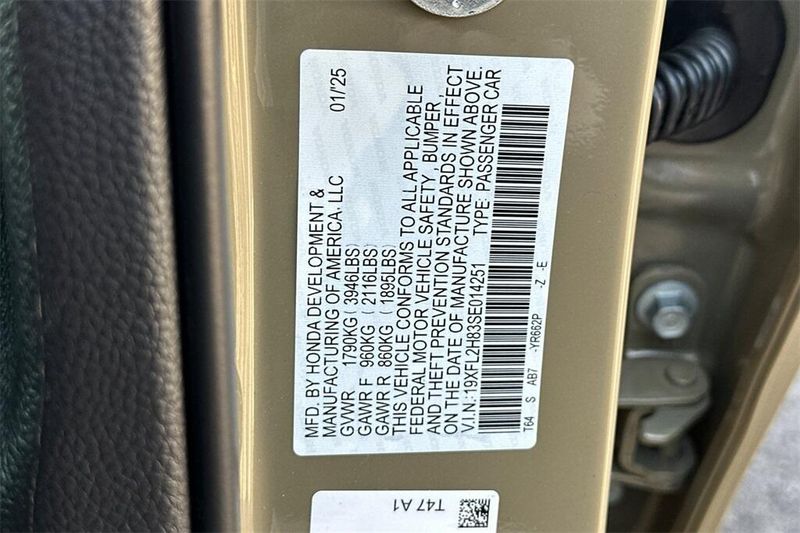 MFD. BY HONDA DEVELOPMENT &
MANUFACTURING OF AMERICA, LLC 01/'25
GVWR 1790KG (3946LBS)
GAWR F 960KG (2116LBS)
GAWR R 860KG (1895LBS)
THIS VEHICLE CONFORMS TO ALL APPLICABLE
FEDERAL MOTOR VEHICLE SAFETY, BUMPER,
AND THEFT PREVENTION STANDARDS IN EFFECT
ON THE DATE OF MANUFACTURE SHOWN ABOVE.
V.I.N.:19XFL2H83SE014251 TYPE: PASSENGER CAR
T64 S AB7 -YR662P -Z -E
T47 A1